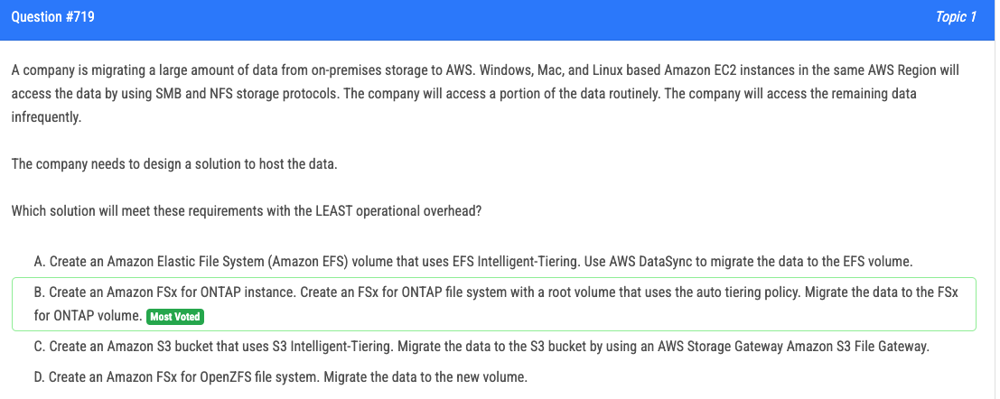 Question #719
Topic 1
A company is migrating a large amount of data from on-premises storage to AWS. Windows, Mac, and Linux based Amazon EC2 instances in the same AWS Region will
access the data by using SMB and NFS storage protocols. The company will access a portion of the data routinely. The company will access the remaining data
infrequently.
The company needs to design a solution to host the data.
Which solution will meet these requirements with the LEAST operational overhead?
A. Create an Amazon Elastic File System (Amazon EFS) volume that uses EFS Intelligent-Tiering. Use AWS DataSync to migrate the data to the EFS volume.
B. Create an Amazon FSx for ONTAP instance. Create an FSx for ONTAP file system with a root volume that uses the auto tiering policy. Migrate the data to the FSx
for ONTAP volume. Most Voted
C. Create an Amazon S3 bucket that uses S3 Intelligent-Tiering. Migrate the data to the S3 bucket by using an AWS Storage Gateway Amazon S3 File Gateway.
D. Create an Amazon FSx for OpenZFS file system. Migrate the data to the new volume.